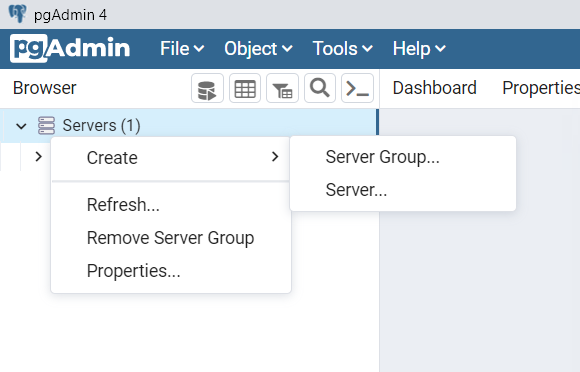 pgAdmin 4
pgAdmin File Object Tools Help
Browser Dashboard Properties
Servers (1)
Create Server Group...
Server...
Refresh...
Remove Server Group
Properties...